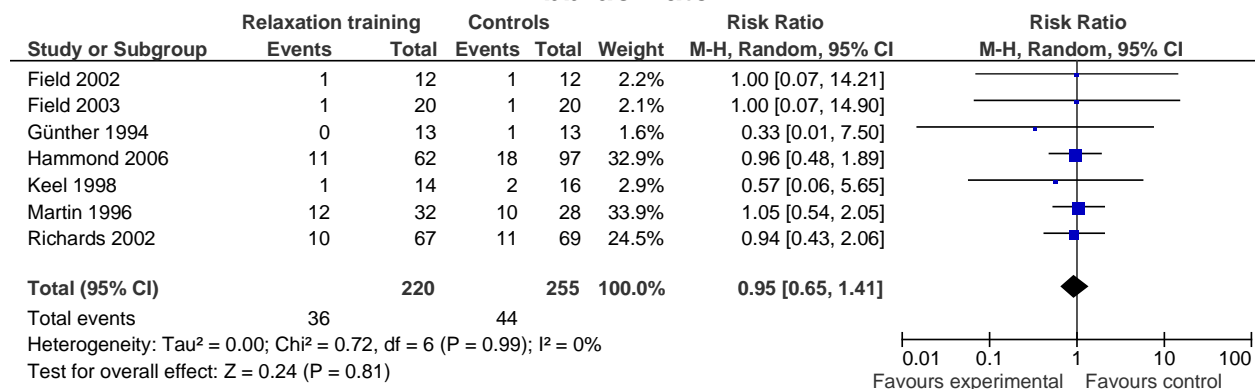 Relaxation training Controls Risk Ratio Risk Ratio
Study or Subgroup Events Total Events Total Weight M-H, Random, 95% CI M-H, Random, 95% CI
Field 2002 1 12 1 12 2.2% 1.00 [0.07, 14.21]
Field 2003 1 20 1 20 2.1% 1.00 [0.07, 14.90]
Günther 1994 0 13 1 13 1.6% 0.33 [0.01, 7.50]
Hammond 2006 11 62 18 97 32.9% 0.96 [0.48, 1.89]
Keel 1998 1 14 2 16 2.9% 0.57 [0.06, 5.65]
Martin 1996 12 32 10 28 33.9% 1.05 [0.54, 2.05]
Richards 2002 10 67 11 69 24.5% 0.94 [0.43, 2.06]
Total (95% CI) 220 255 100.0% 0.95 [0.65, 1.41]
Total events 36 44
Heterogeneity: Tau² = 0.00; Chi² = 0.72, df = 6 (P = 0.99); I² = 0%
Test for overall effect: Z = 0.24 (P = 0.81)
0.01 0.1 1 10 100
Favours experimental Favours control